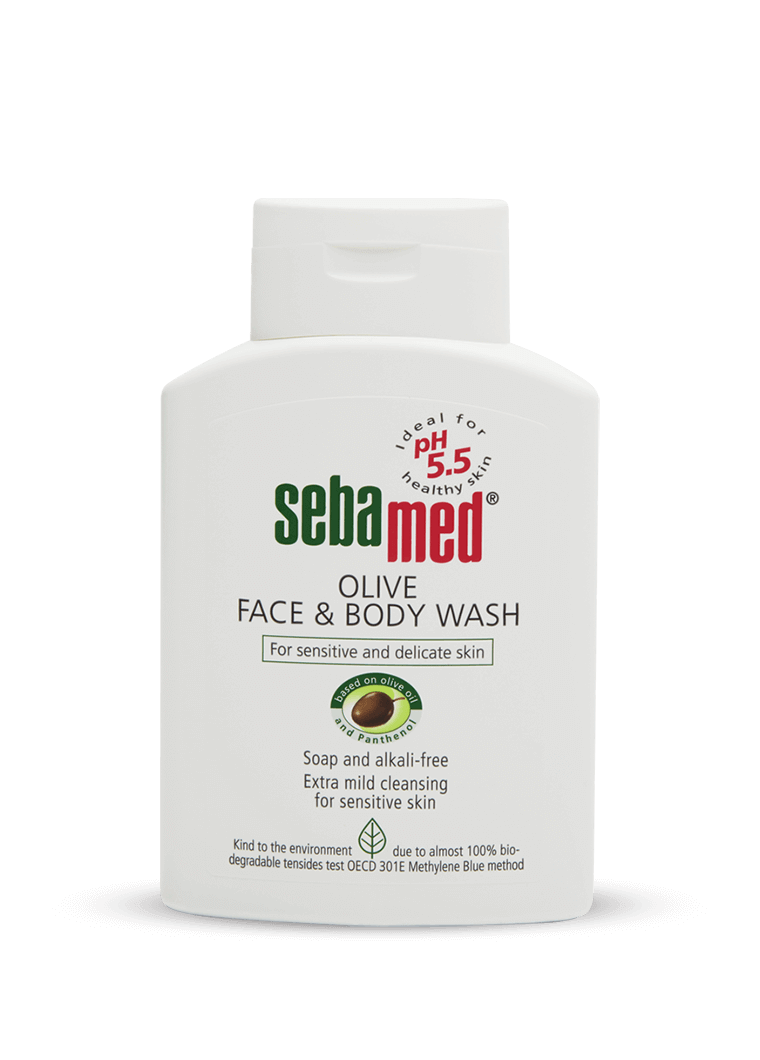 Ideal for
pH
5.5
healthy skin
sebamed®
OLIVE
FACE & BODY WASH
For sensitive and delicate skin
based on olive oil
and Panthenol
Soap and alkali-free
Extra mild cleansing
for sensitive skin
Kind to the environment due to almost 100% bio-
degradable tensides test OECD 301E Methylene Blue method